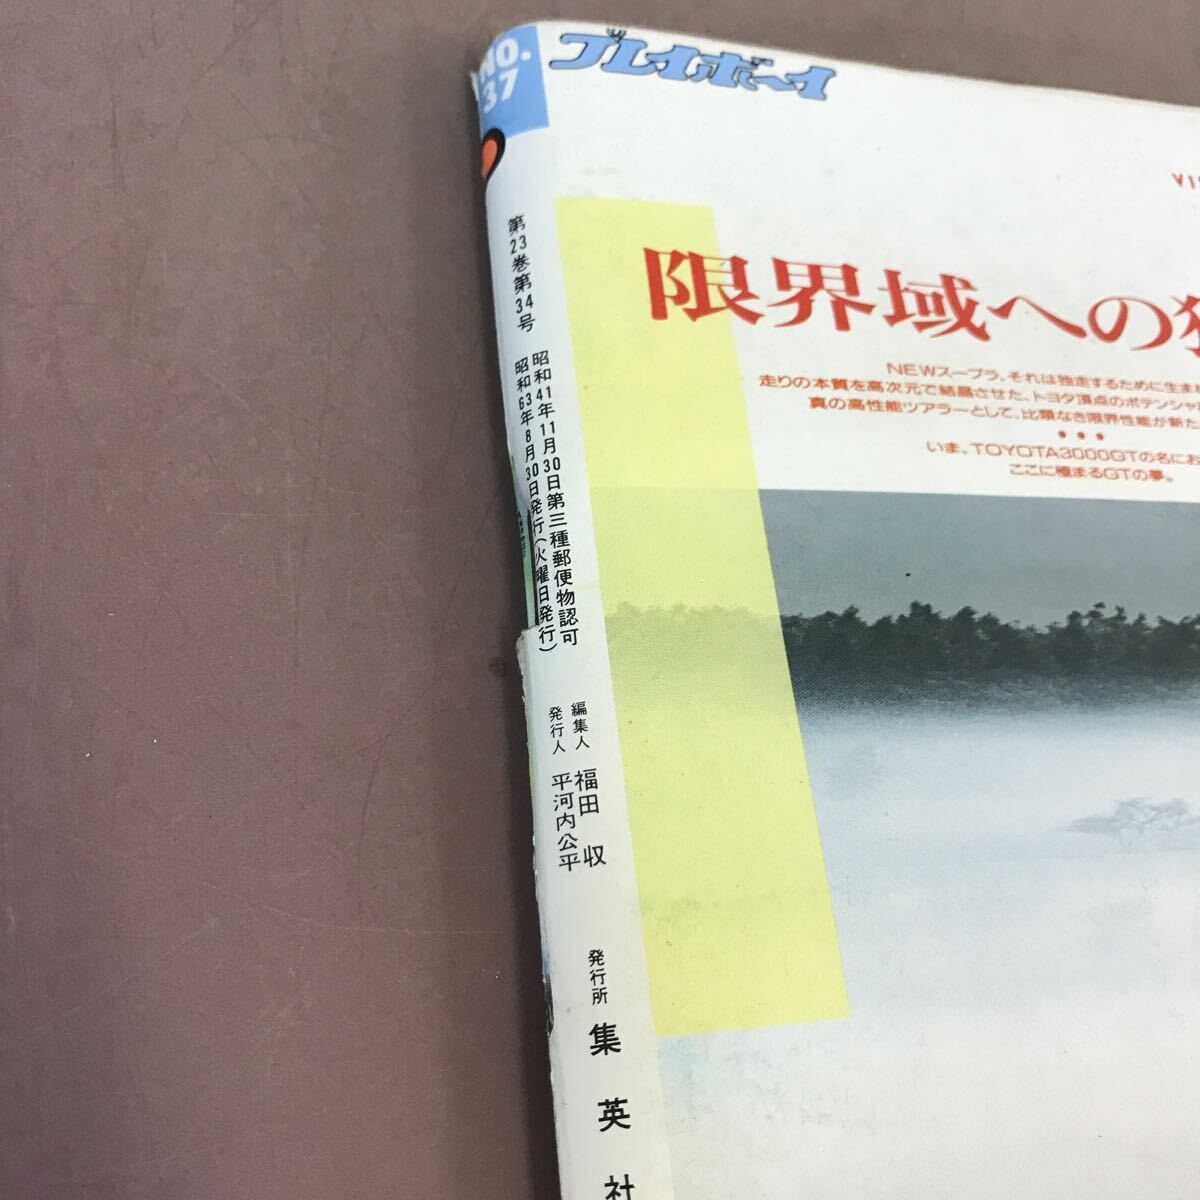 NO.
37
プレイボーイ
第23巻第34号
昭和41年11月30日第三種郵便物認可
昭和63年8月30日発行(火曜日発行)
編集人 福田 収
発行人 平河内公平
発行所 集英社
限界域への
NEWスープラ、それは独走するために生ま
走りの本質を高次元で結晶させた、トヨタ頂点のポテンシャ
真の高性能ツアラーとして、比類なき限界性能が新た
いま、TOYOTA3000GTの名にお
ここに極まるGTの夢。